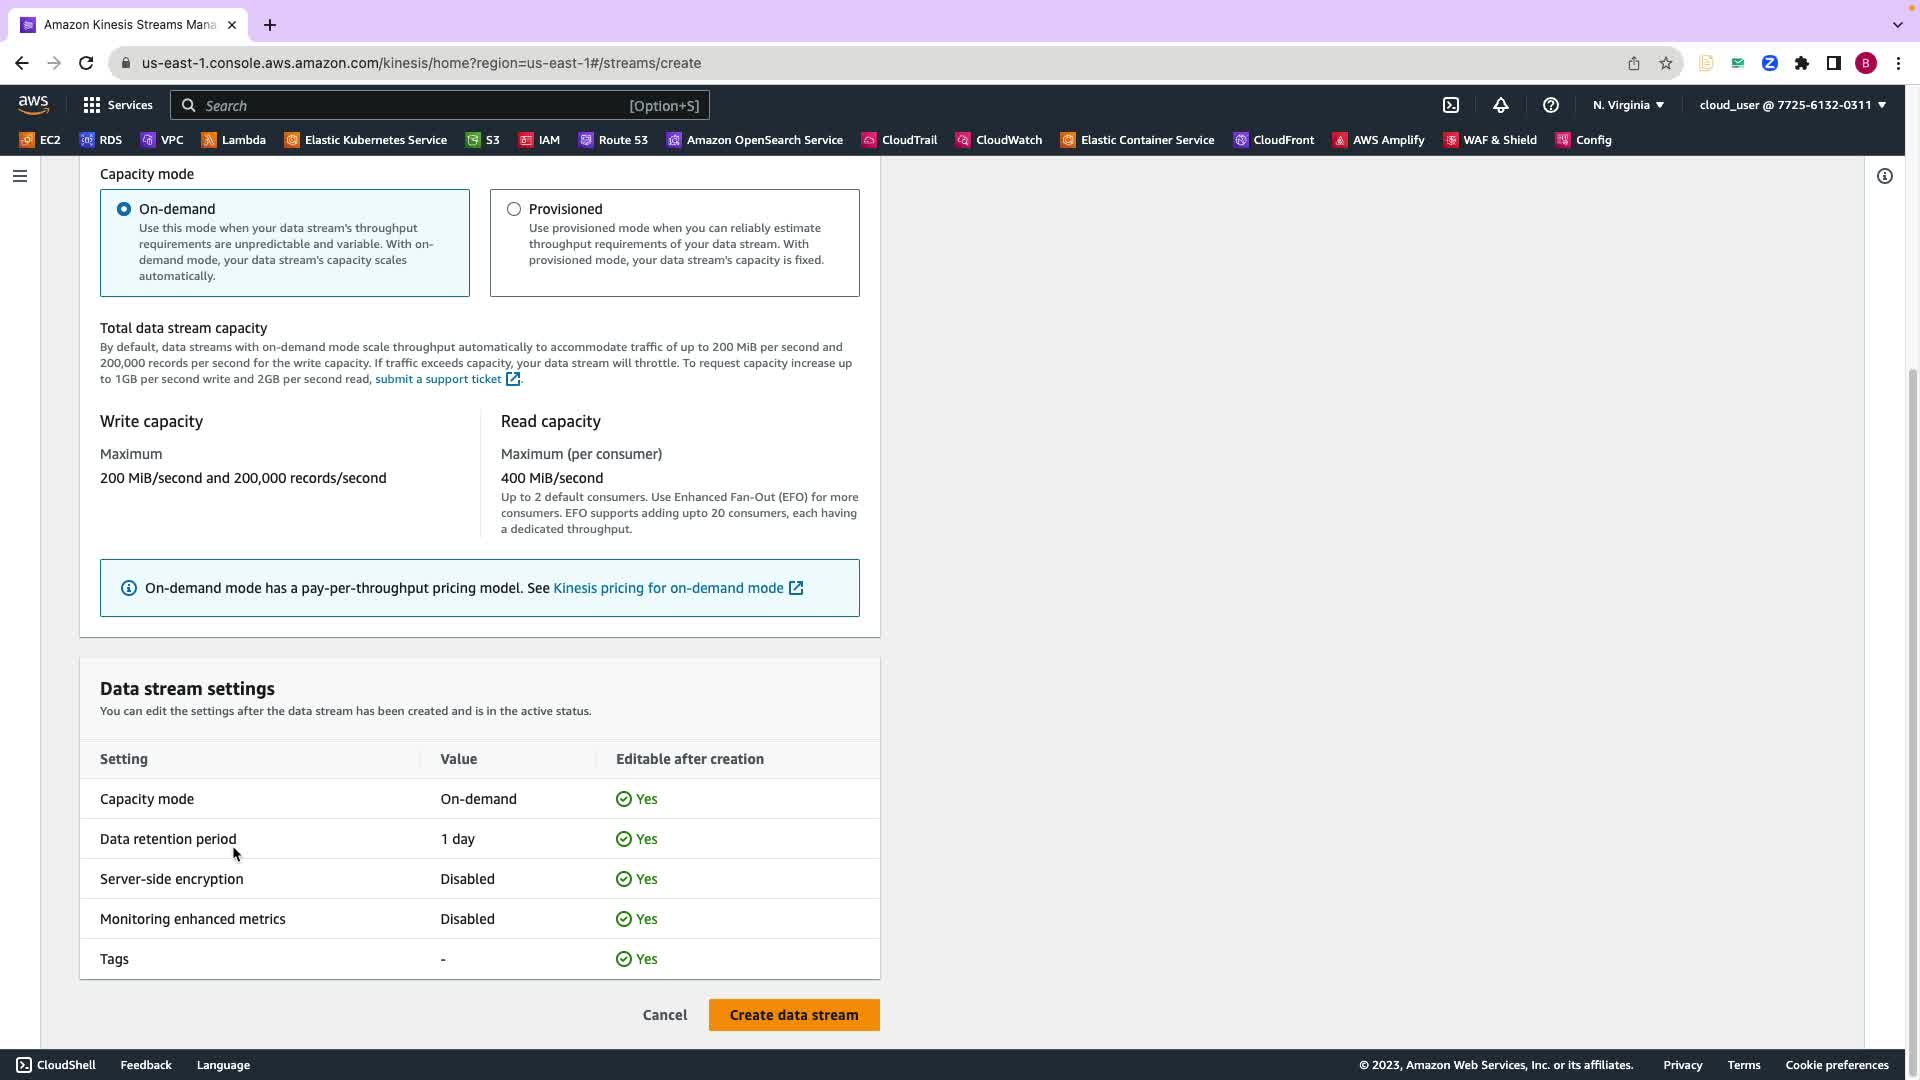 Amazon Kinesis Streams Mana
us-east-1.console.aws.amazon.com/kinesis/home?region=us-east-1#/streams/create
B
aws
Services
Search
[Option+S]
N. Virginia
cloud_user @ 7725-6132-0311
EC2
RDS
VPC
Lambda
Elastic Kubernetes Service
S3
IAM
Route 53
Amazon OpenSearch Service
CloudTrail
CloudWatch
Elastic Container Service
CloudFront
AWS Amplify
WAF & Shield
Config
Capacity mode
On-demand
Use this mode when your data stream's throughput
requirements are unpredictable and variable. With on-
demand mode, your data stream's capacity scales
automatically.
Provisioned
Use provisioned mode when you can reliably estimate
throughput requirements of your data stream. With
provisioned mode, your data stream's capacity is fixed.
Total data stream capacity
By default, data streams with on-demand mode scale throughput automatically to accommodate traffic of up to 200 MiB per second and
200,000 records per second for the write capacity. If traffic exceeds capacity, your data stream will throttle. To request capacity increase up
to 1GB per second write and 2GB per second read, submit a support ticket.
Write capacity
Maximum
200 MiB/second and 200,000 records/second
Read capacity
Maximum (per consumer)
400 MiB/second
Up to 2 default consumers. Use Enhanced Fan-Out (EFO) for more
consumers. EFO supports adding upto 20 consumers, each having
a dedicated throughput.
On-demand mode has a pay-per-throughput pricing model. See Kinesis pricing for on-demand mode
Data stream settings
You can edit the settings after the data stream has been created and is in the active status.
Setting Value Editable after creation
Capacity mode On-demand Yes
Data retention period 1 day Yes
Server-side encryption Disabled Yes
Monitoring enhanced metrics Disabled Yes
Tags - Yes
Cancel
Create data stream
CloudShell
Feedback
Language
© 2023, Amazon Web Services, Inc. or its affiliates.
Privacy
Terms
Cookie preferences